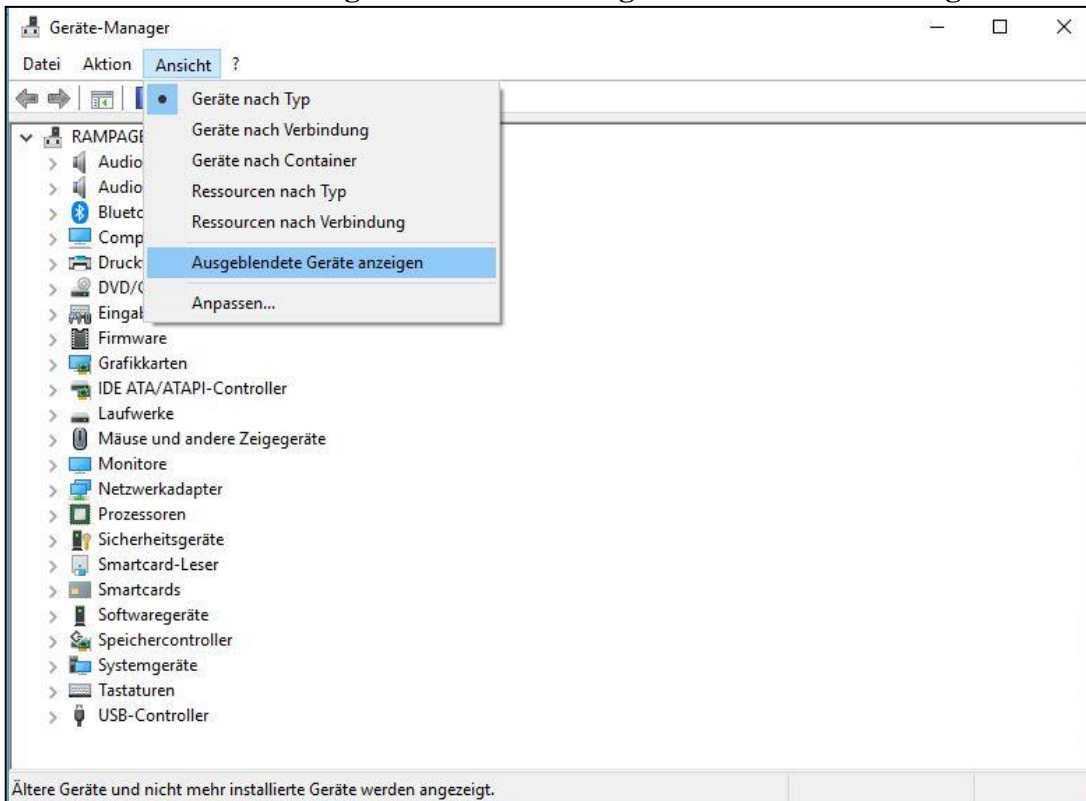 Geräte-Manager
Datei Aktion Ansicht ?
Geräte nach Typ
Geräte nach Verbindung
Geräte nach Container
Ressourcen nach Typ
Ressourcen nach Verbindung
Ausgeblendete Geräte anzeigen
Anpassen...
RAMPAGE
Audio
Audio
Blueto
Comp
Druck
DVD/
Eingab
Firmware
Grafikkarten
IDE ATA/ATAPI-Controller
Laufwerke
Mäuse und andere Zeigegeräte
Monitore
Netzwerkadapter
Prozessoren
Sicherheitsgeräte
Smartcard-Leser
Smartcards
Softwaregeräte
Speichercontroller
Systemgeräte
Tastaturen
USB-Controller
Ältere Geräte und nicht mehr installierte Geräte werden angezeigt.